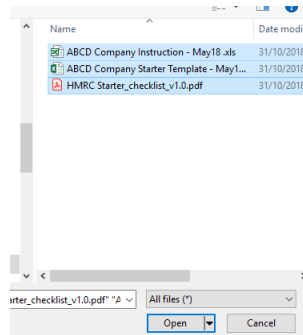 Name Date modi
ABCD Company Instruction - May18 .xls 31/10/2018
ABCD Company Starter Template - May1... 31/10/2018
HMRC Starter_checklist_v1.0.pdf 31/10/2018
arter_checklist_v1.0.pdf" "A All files (*)
Open Cancel